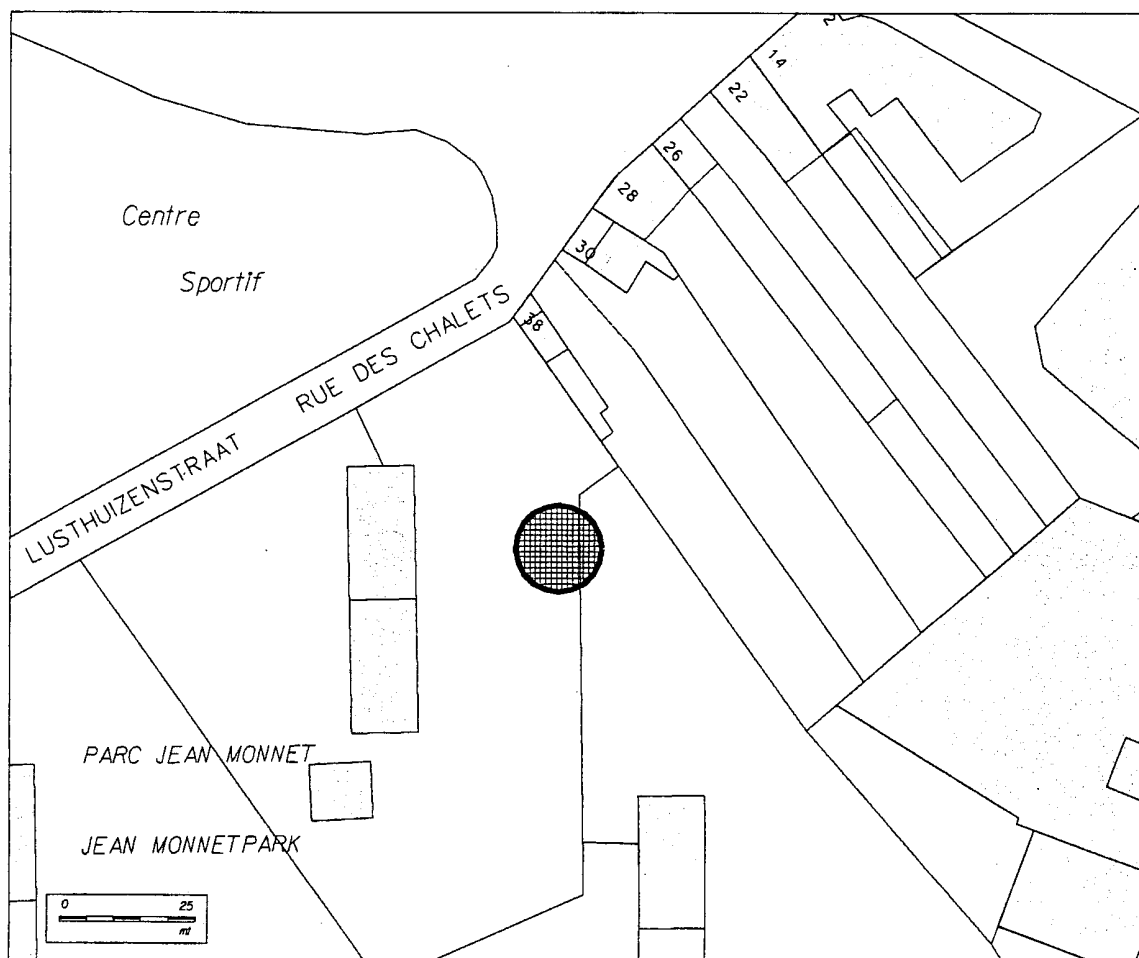 14
22
26
28
30
38
Centre
Sportif
LUSTHUIZENSTRAAT RUE DES CHALETS
PARC JEAN MONNET
JEAN MONNETPARK
0 25
mt